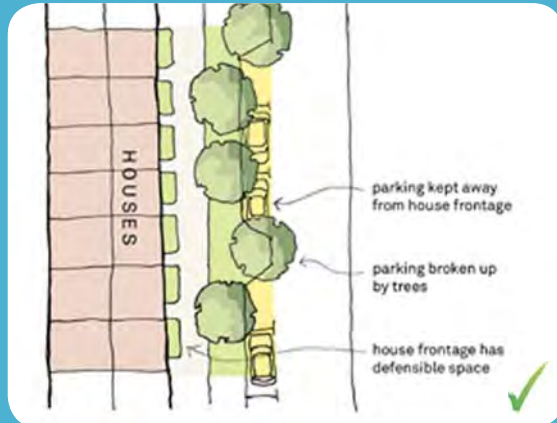 HOUSES
parking kept away
from house frontage
parking broken up
by trees
house frontage has
defensible space